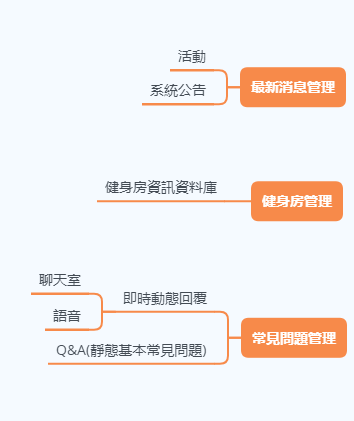 活動
系統公告
最新消息管理
健身房資訊資料庫
健身房管理
聊天室
語音
即時動態回覆
Q&A(靜態基本常見問題)
常見問題管理